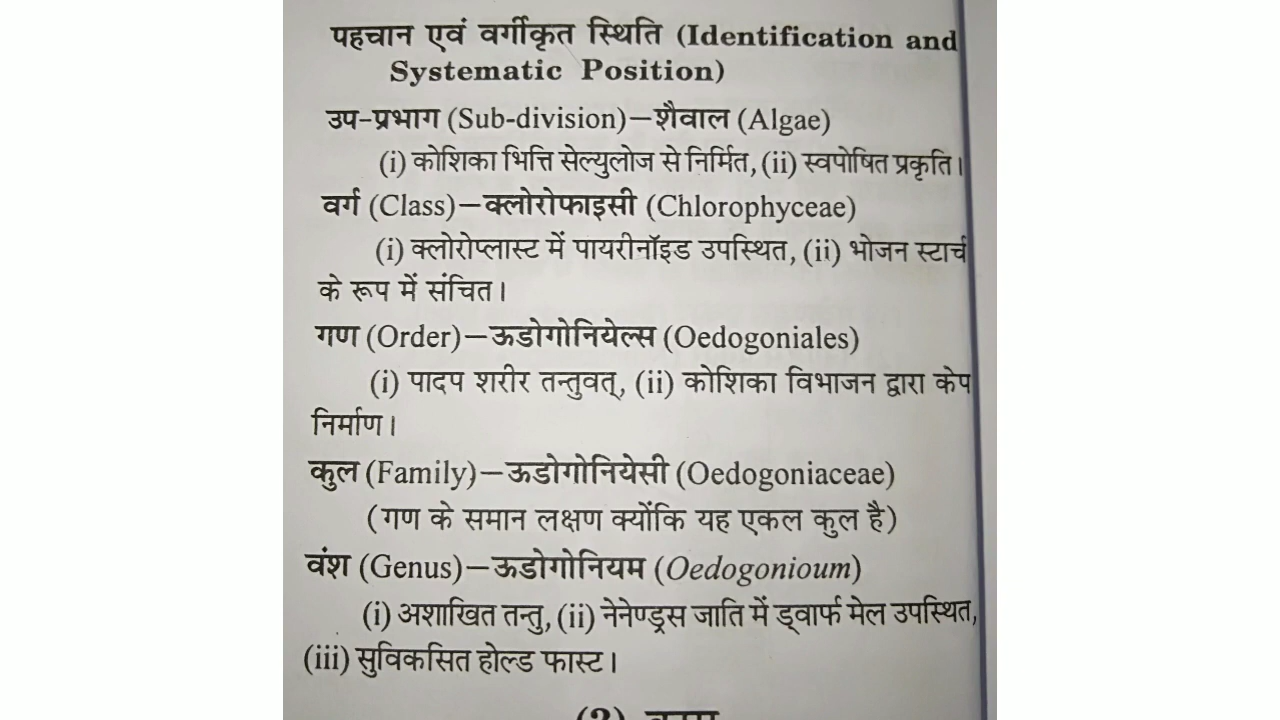 पहचान एवं वर्गीकृत स्थिति (Identification and
Systematic Position)
उप-प्रभाग (Sub-division)—शैवाल (Algae)
(i) कोशिका भित्ति सेल्युलोज से निर्मित, (ii) स्वपोषित प्रकृति।
वर्ग (Class)—क्लोरोफाइसी (Chlorophyceae)
(i) क्लोरोप्लास्ट में पायरीनॉइड उपस्थित, (ii) भोजन स्टार्च
के रूप में संचित।
गण (Order)—ऊडोगोनियेल्स (Oedogoniales)
(i) पादप शरीर तन्तुवत्, (ii) कोशिका विभाजन द्वारा केप
निर्माण।
कुल (Family)—ऊडोगोनियेसी (Oedogoniaceae)
(गण के समान लक्षण क्योंकि यह एकल कुल है)
वंश (Genus)—ऊडोगोनियम (Oedogonioum)
(i) अशाखित तन्तु, (ii) नेनेण्ड्रस जाति में ड्वार्फ मेल उपस्थित,
(iii) सुविकसित होल्ड फास्ट।